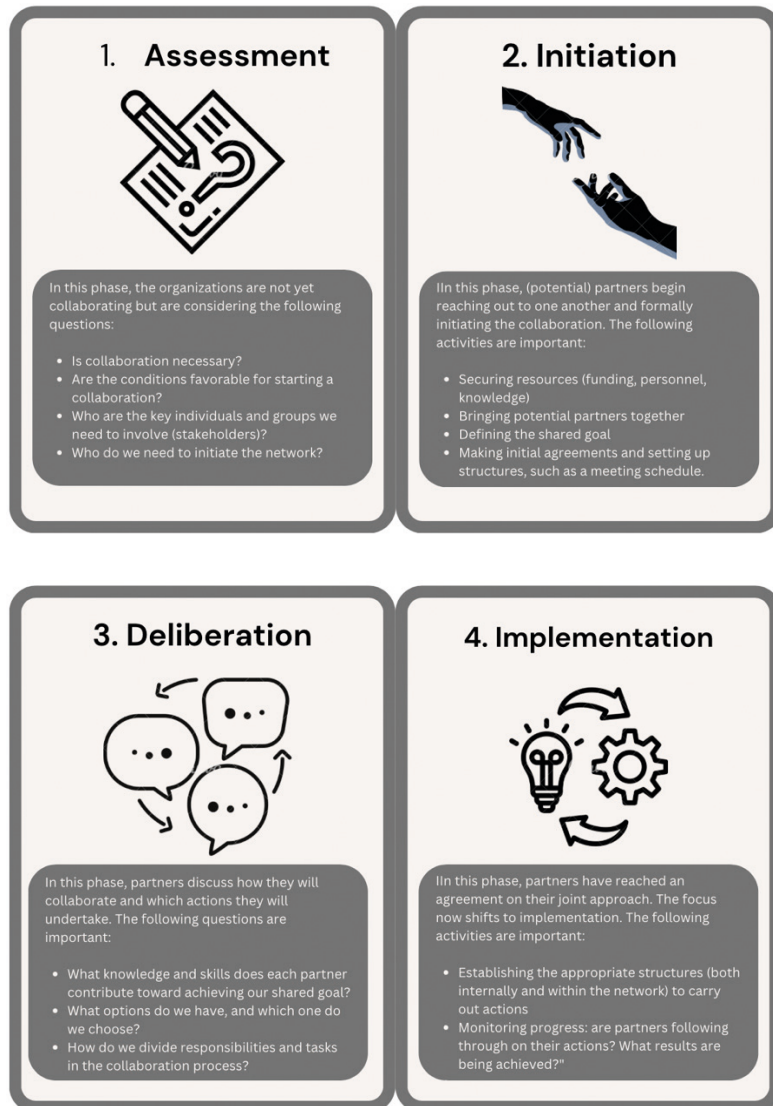 1. Assessment
In this phase, the organizations are not yet
collaborating but are considering the following
questions:
• Is collaboration necessary?
• Are the conditions favorable for starting a
collaboration?
• Who are the key individuals and groups we
need to involve (stakeholders)?
• Who do we need to initiate the network?
2. Initiation
IIn this phase, (potential) partners begin
reaching out to one another and formally
initiating the collaboration. The following
activities are important:
• Securing resources (funding, personnel,
knowledge)
• Bringing potential partners together
• Defining the shared goal
• Making initial agreements and setting up
structures, such as a meeting schedule.
3. Deliberation
In this phase, partners discuss how they will
collaborate and which actions they will
undertake. The following questions are
important:
• What knowledge and skills does each partner
contribute toward achieving our shared goal?
• What options do we have, and which one do
we choose?
• How do we divide responsibilities and tasks
in the collaboration process?
4. Implementation
IIn this phase, partners have reached an
agreement on their joint approach. The focus
now shifts to implementation. The following
activities are important:
• Establishing the appropriate structures (both
internally and within the network) to carry
out actions
• Monitoring progress: are partners following
through on their actions? What results are
being achieved?"